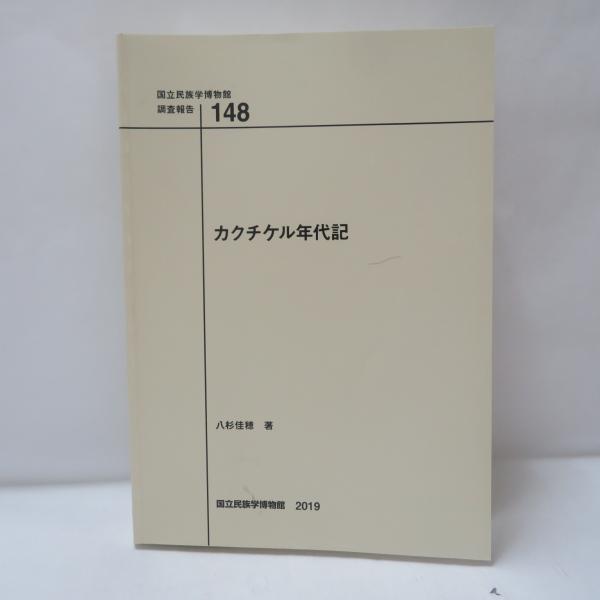 国立民族学博物館
調査報告 148
カクチケル年代記
八杉佳穂 著
国立民族学博物館 2019